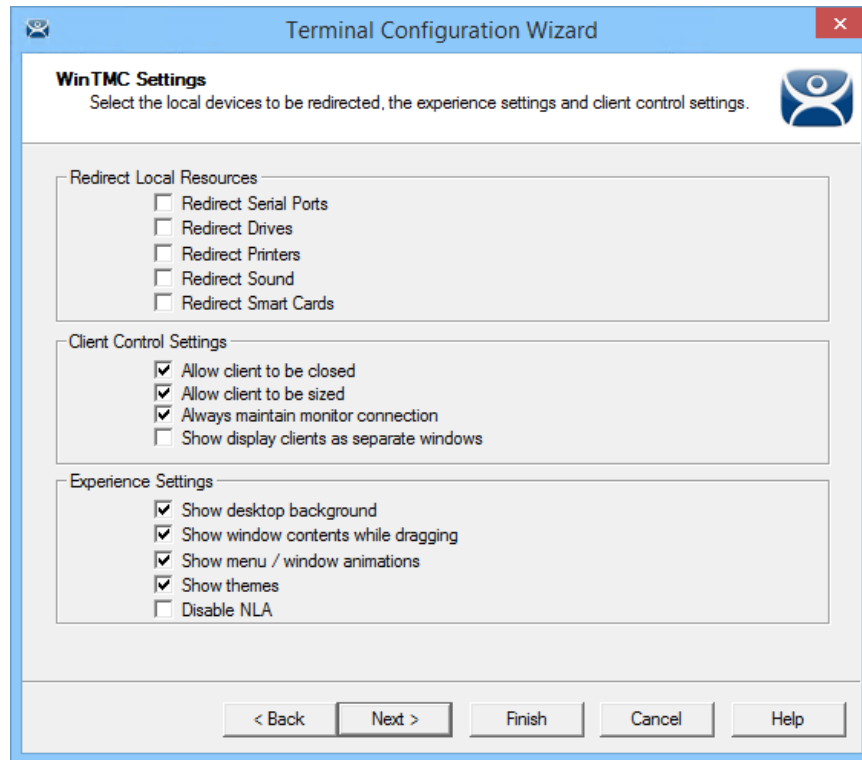 Terminal Configuration Wizard
WinTMC Settings
Select the local devices to be redirected, the experience settings and client control settings.
Redirect Local Resources
Redirect Serial Ports
Redirect Drives
Redirect Printers
Redirect Sound
Redirect Smart Cards
Client Control Settings
Allow client to be closed
Allow client to be sized
Always maintain monitor connection
Show display clients as separate windows
Experience Settings
Show desktop background
Show window contents while dragging
Show menu / window animations
Show themes
Disable NLA
< Back Next > Finish Cancel Help